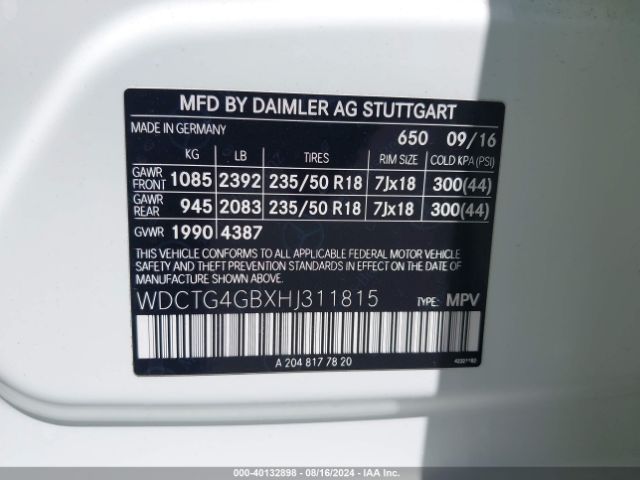 MFD BY DAIMLER AG STUTTGART
MADE IN GERMANY 650 09/16
KG LB TIRES RIM SIZE COLD KPA (PSI)
GAWR FRONT 1085 2392 235/50 R18 7Jx18 300(44)
GAWR REAR 945 2083 235/50 R18 7Jx18 300(44)
GVWR 1990 4387
THIS VEHICLE CONFORMS TO ALL APPLICABLE FEDERAL MOTOR VEHICLE
SAFETY AND THEFT PREVENTION STANDARDS IN EFFECT ON THE DATE
OF MANUFACTURE SHOWN ABOVE.
WDCTG4GBXHJ311815 TYPE: MPV
A 204 817 78 20
000-40132898 - 08/16/2024 - IAA Inc.